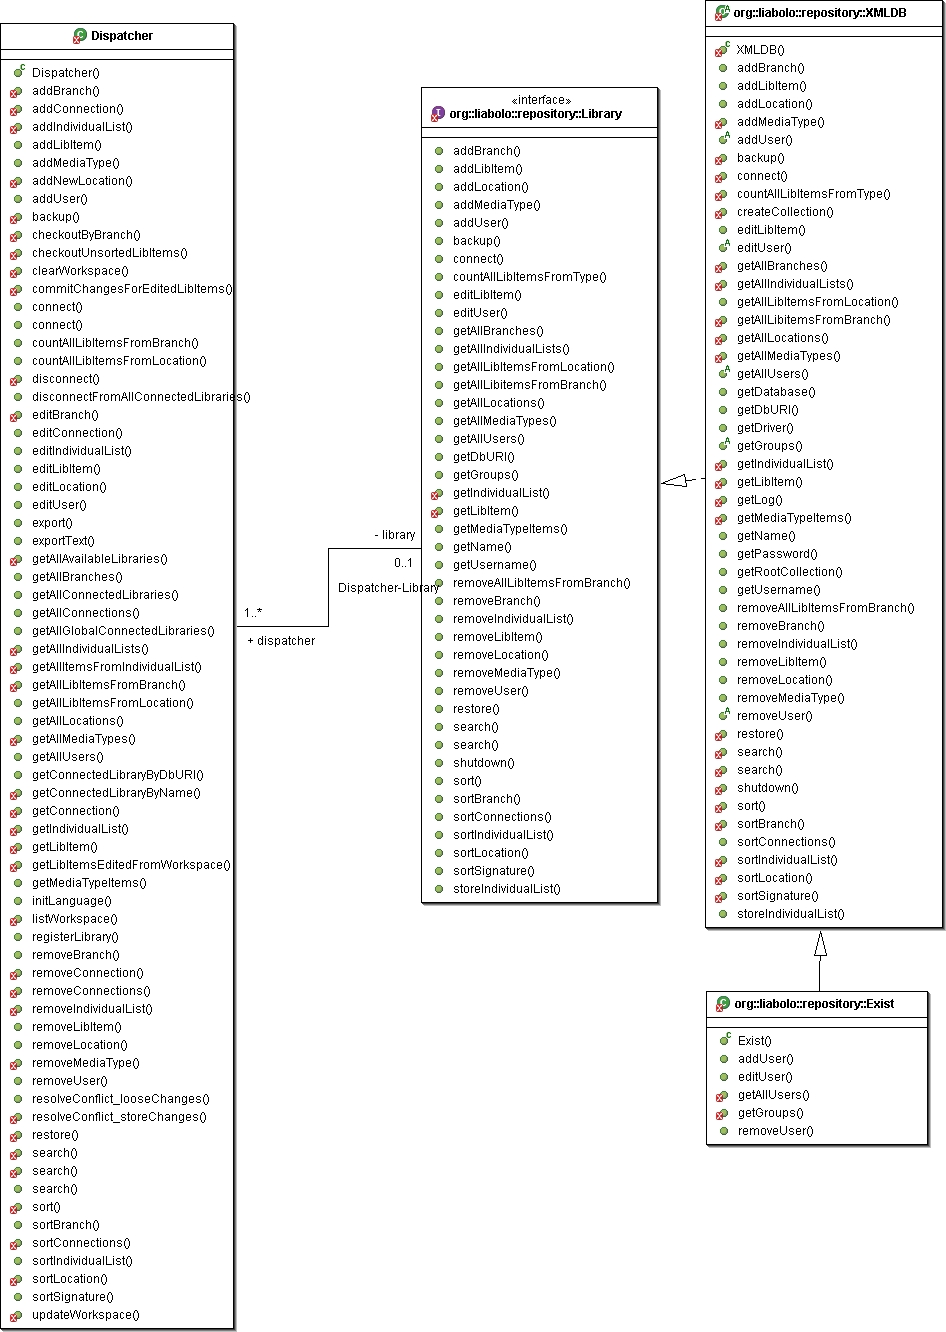 Dispatcher
Dispatcher()
addBranch()
addConnection()
addIndividualList()
addLibItem()
addMediaType()
addNewLocation()
addUser()
backup()
checkoutByBranch()
checkoutUnsortedLibItems()
clearWorkspace()
commitChangesForEditedLibItems()
connect()
connect()
countAllLibItemsFromBranch()
countAllLibItemsFromLocation()
disconnect()
disconnectFromAllConnectedLibraries()
editBranch()
editConnection()
editIndividualList()
editLibItem()
editLocation()
editUser()
export()
exportText()
getAllAvailableLibraries()
getAllBranches()
getAllConnectedLibraries()
getAllConnections()
getAllGlobalConnectedLibraries()
getAllIndividualLists()
getAllItemsFromIndividualList()
getAllLibItemsFromBranch()
getAllLibItemsFromLocation()
getAllLocations()
getAllMediaTypes()
getAllUsers()
getConnectedLibraryByDbURI()
getConnectedLibraryByName()
getConnection()
getIndividualList()
getLibItem()
getLibItemsEditedFromWorkspace()
getMediaTypeItems()
initLanguage()
listWorkspace()
registerLibrary()
removeBranch()
removeConnection()
removeConnections()
removeIndividualList()
removeLibItem()
removeLocation()
removeMediaType()
removeUser()
resolveConflict_looseChanges()
resolveConflict_storeChanges()
restore()
search()
search()
search()
sort()
sortBranch()
sortConnections()
sortIndividualList()
sortLocation()
sortSignature()
updateWorkspace()
- library
0..1
Dispatcher-Library
1..*
+ dispatcher
«interface»
org::liabolo::repository::Library
addBranch()
addLibItem()
addLocation()
addMediaType()
addUser()
backup()
connect()
countAllLibItemsFromType()
editLibItem()
editUser()
getAllBranches()
getAllIndividualLists()
getAllLibItemsFromLocation()
getAllLibitemsFromBranch()
getAllLocations()
getAllMediaTypes()
getAllUsers()
getDbURI()
getGroups()
getIndividualList()
getLibItem()
getMediaTypeItems()
getName()
getUsername()
removeAllLibItemsFromBranch()
removeBranch()
removeIndividualList()
removeLibItem()
removeLocation()
removeMediaType()
removeUser()
restore()
search()
search()
shutdown()
sort()
sortBranch()
sortConnections()
sortIndividualList()
sortLocation()
sortSignature()
storeIndividualList()
org::liabolo::repository::XMLDB
XMLDB()
addBranch()
addLibItem()
addLocation()
addMediaType()
addUser()
backup()
connect()
countAllLibItemsFromType()
createCollection()
editLibItem()
editUser()
getAllBranches()
getAllIndividualLists()
getAllLibItemsFromLocation()
getAllLibitemsFromBranch()
getAllLocations()
getAllMediaTypes()
getAllUsers()
getDatabase()
getDbURI()
getDriver()
getGroups()
getIndividualList()
getLibItem()
getLog()
getMediaTypeItems()
getName()
getPassword()
getRootCollection()
getUsername()
removeAllLibItemsFromBranch()
removeBranch()
removeIndividualList()
removeLibItem()
removeLocation()
removeMediaType()
removeUser()
restore()
search()
search()
shutdown()
sort()
sortBranch()
sortConnections()
sortIndividualList()
sortLocation()
sortSignature()
storeIndividualList()
org::liabolo::repository::Exist
Exist()
addUser()
editUser()
getAllUsers()
getGroups()
removeUser()